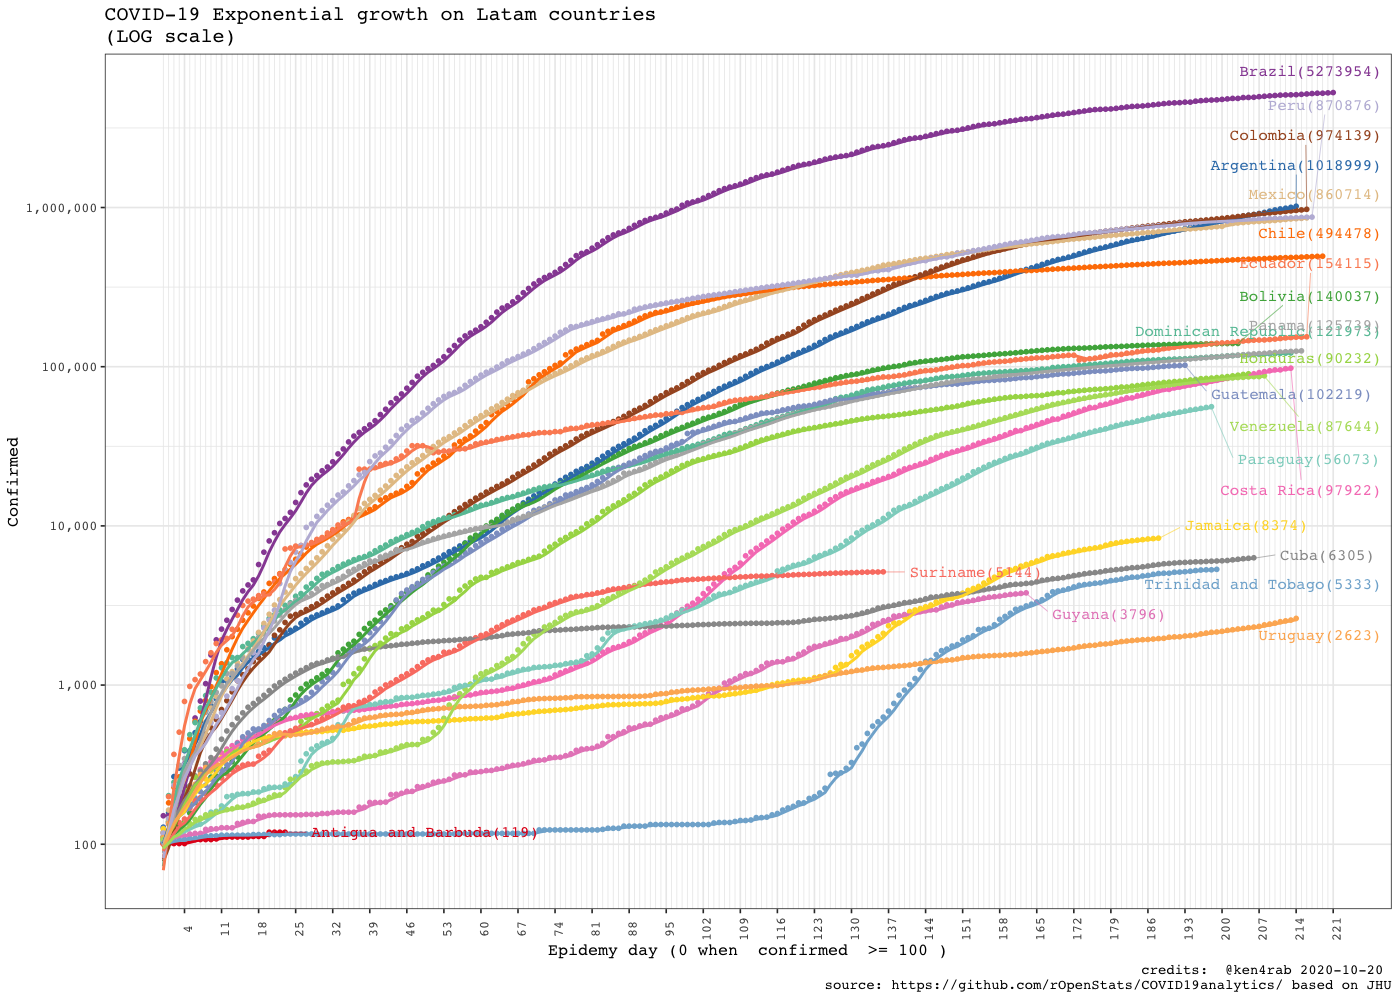 COVID-19 Exponential growth on Latam countries
(LOG scale)
Brazil(5273954)
Peru(870876)
Colombia(974139)
Argentina(1018999)
Mexico(860714)
1,000,000
Chile(494478)
Ecuador(154115)
Bolivia(140037)
Panama(125739)
Dominican Republic(121973)
Honduras(90232)
100,000
Guatemala(102219)
Venezuela(87644)
Paraguay(56073)
Costa Rica(97922)
Confirmed
10,000
Jamaica(8374)
Cuba(6305)
Suriname(5144)
Trinidad and Tobago(5333)
Guyana(3796)
Uruguay(2623)
1,000
Antigua and Barbuda(119)
100
4 11 18 25 32 39 46 53 60 67 74 81 88 95 102 109 116 123 130 137 144 151 158 165 172 179 186 193 200 207 214 221
Epidemy day (0 when  confirmed  >= 100 )
credits:  @ken4rab 2020-10-20
source: https://github.com/rOpenStats/COVID19analytics/ based on JHU